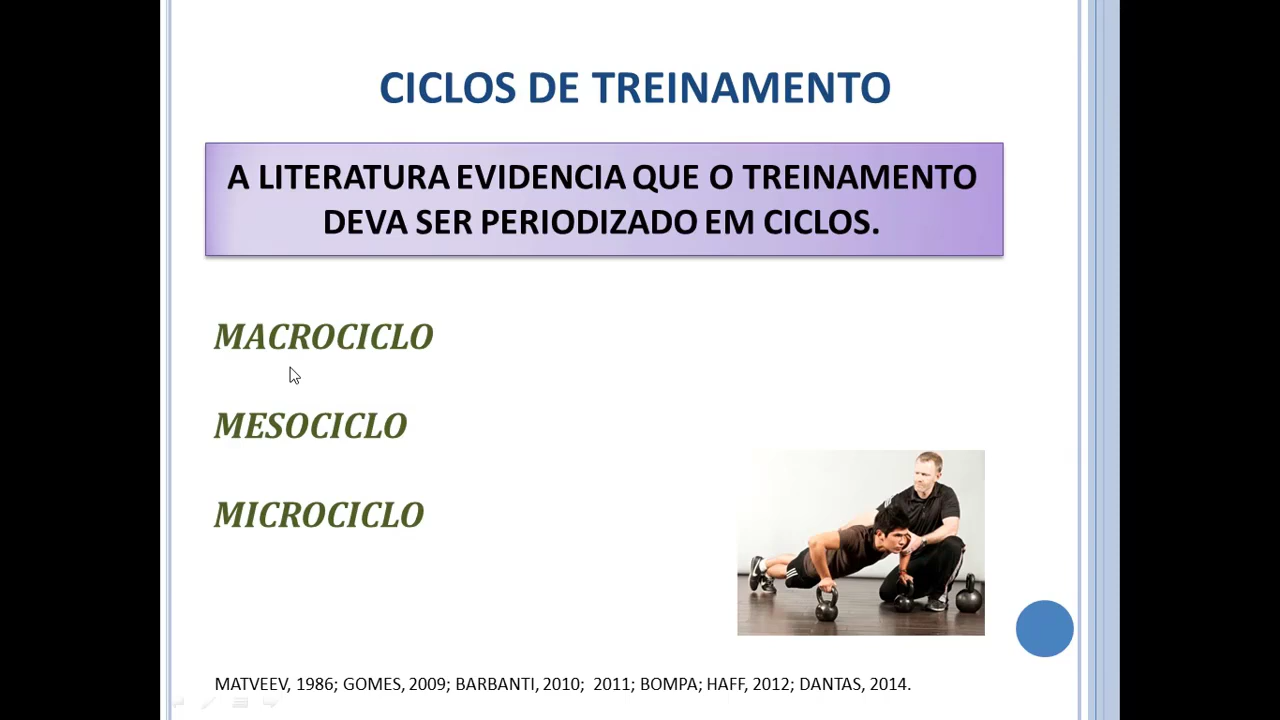 CICLOS DE TREINAMENTO
A LITERATURA EVIDENCIA QUE O TREINAMENTO
DEVA SER PERIODIZADO EM CICLOS.
MACROCICLO
MESOCICLO
MICROCICLO
MATVEEV, 1986; GOMES, 2009; BARBANTI, 2010;  2011; BOMPA; HAFF, 2012; DANTAS, 2014.